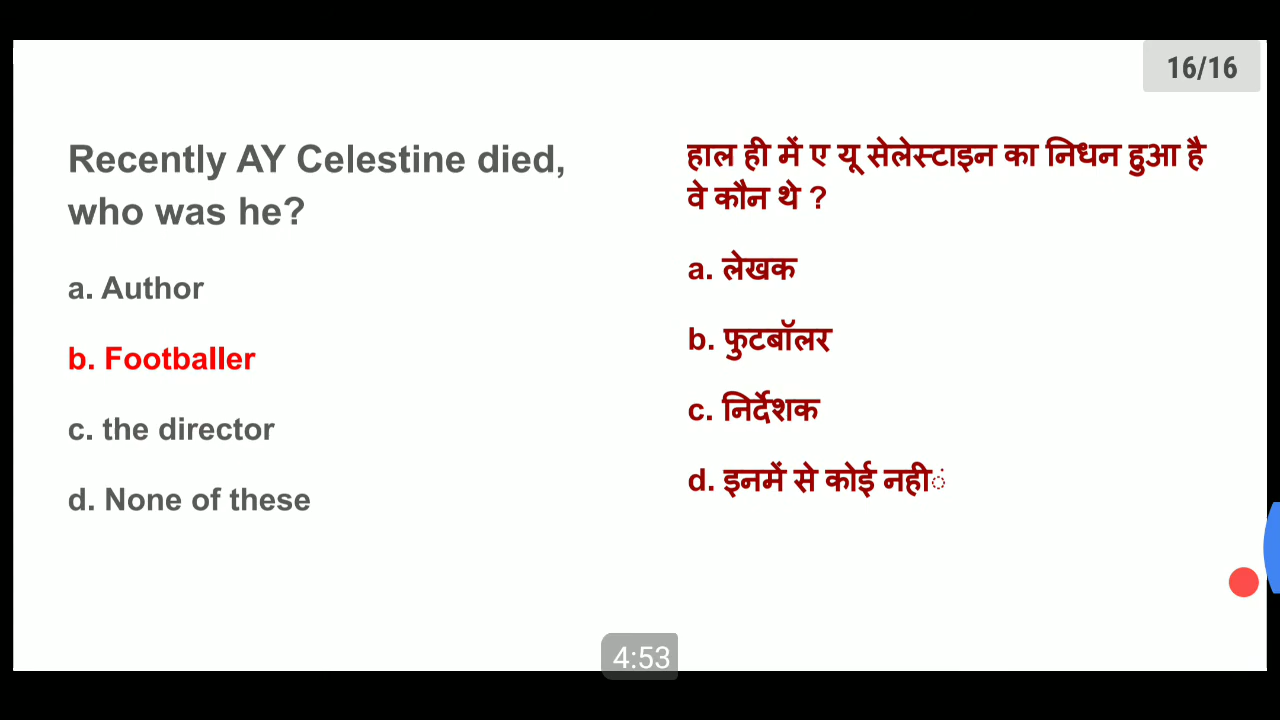 16/16
Recently AY Celestine died,
who was he?
a. Author
b. Footballer
c. the director
d. None of these
हाल ही में ए यू सेलेस्टाइन का निधन हुआ है
वे कौन थे ?
a. लेखक
b. फुटबॉलर
c. निर्देशक
d. इनमें से कोई नहीं
4:53